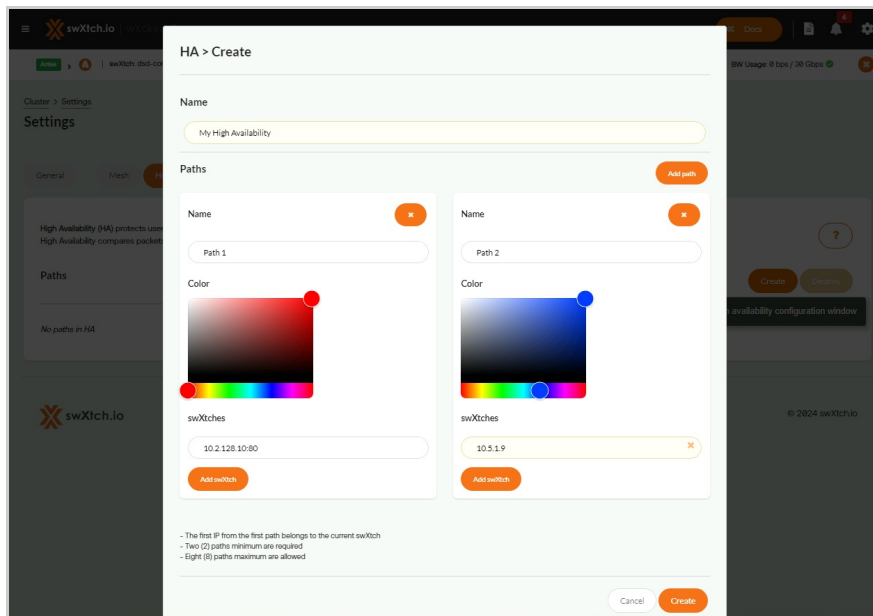 swXtch.io
Docs
4
Active
A
swXtch: dsd-cor
BW Usage: 0 bps / 30 Gbps
Cluster > Settings
Settings
General
Mesh
H
High Availability (HA) protects user
High Availability compares packets
?
Paths
Create
Destroy
availability configuration window
No paths in HA
swXtch.io
© 2024 swXtch.io
HA > Create
Name
My High Availability
Paths
Add path
Name
Path 1
Color
swXtches
10.2.128.10:80
Add swXtch
Name
Path 2
Color
swXtches
10.5.1.9
Add swXtch
- The first IP from the first path belongs to the current swXtch
- Two (2) paths minimum are required
- Eight (8) paths maximum are allowed
Cancel
Create